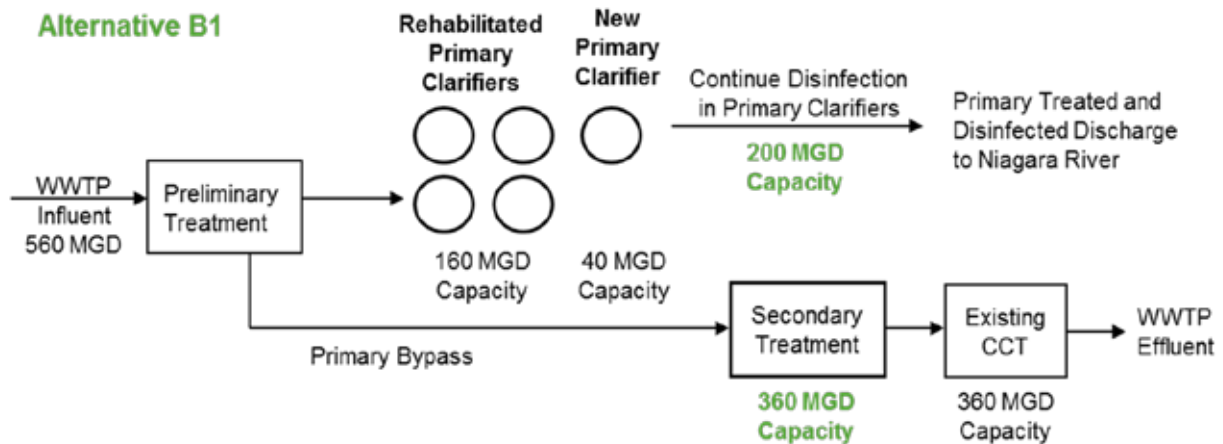 Alternative B1
Rehabilitated
Primary
Clarifiers
New
Primary
Clarifier
Continue Disinfection
in Primary Clarifiers
200 MGD
Capacity
Primary Treated and
Disinfected Discharge
to Niagara River
WWTP
Influent
560 MGD
Preliminary
Treatment
160 MGD
Capacity
40 MGD
Capacity
Primary Bypass
Secondary
Treatment
360 MGD
Capacity
Existing
CCT
360 MGD
Capacity
WWTP
Effluent